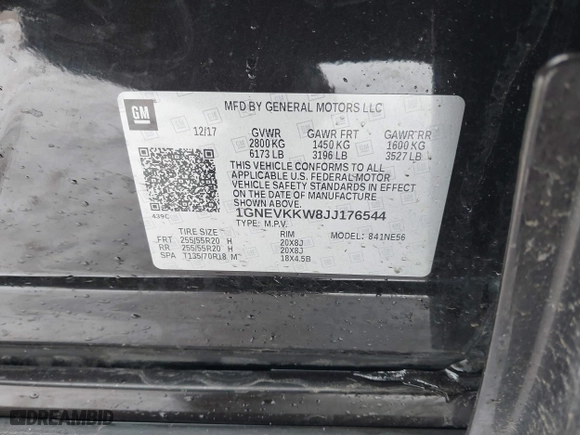 GM
MFD BY GENERAL MOTORS LLC
12/17 GVWR GAWR FRT GAWR RR
2800 KG 1450 KG 1600 KG
6173 LB 3196 LB 3527 LB
THIS VEHICLE CONFORMS TO ALL
APPLICABLE U.S. FEDERAL MOTOR
VEHICLE SAFETY STANDARDS IN EFFECT
ON THE DATE OF MANUFACTURE
SHOWN ABOVE.
439C 1GNEVKKW8JJ176544
TYPE: M.P.V.
TIRE SIZE RIM MODEL: 841NE56
FRT 255/55R20 H 20X8J
RR 255/55R20 H 20X8J
SPA T135/70R18 M 18X4.5B
DREAMBID